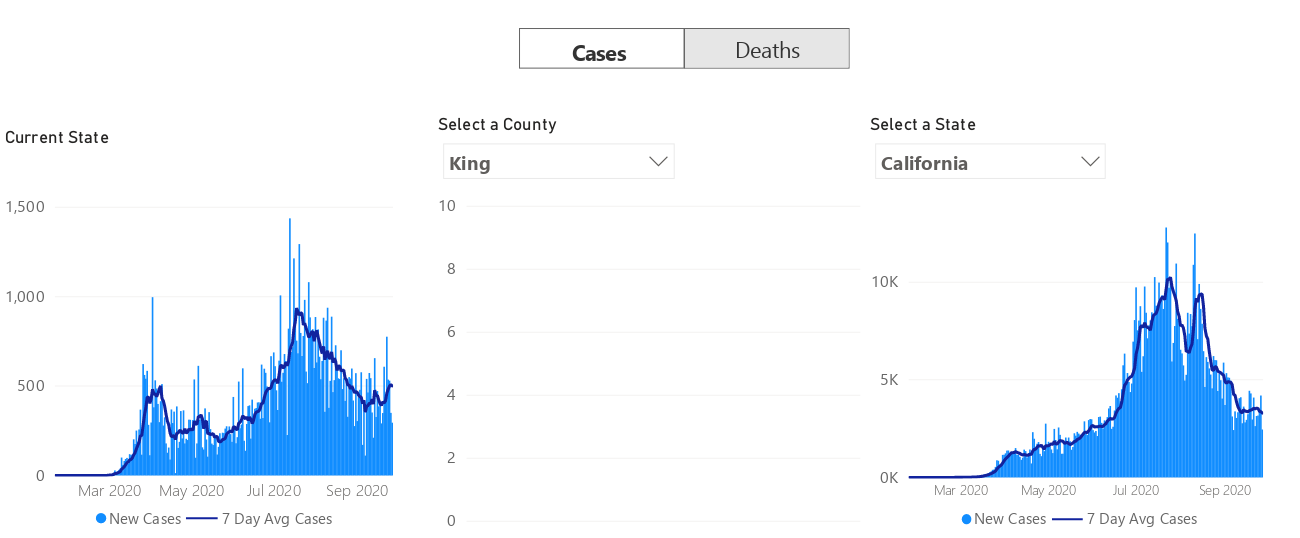 Cases Deaths
Current State
Select a County
King
Select a State
California
1,500
1,000
500
0
Mar 2020 May 2020 Jul 2020 Sep 2020
New Cases 7 Day Avg Cases
10
8
6
4
2
0
10K
5K
0K
Mar 2020 May 2020 Jul 2020 Sep 2020
New Cases 7 Day Avg Cases